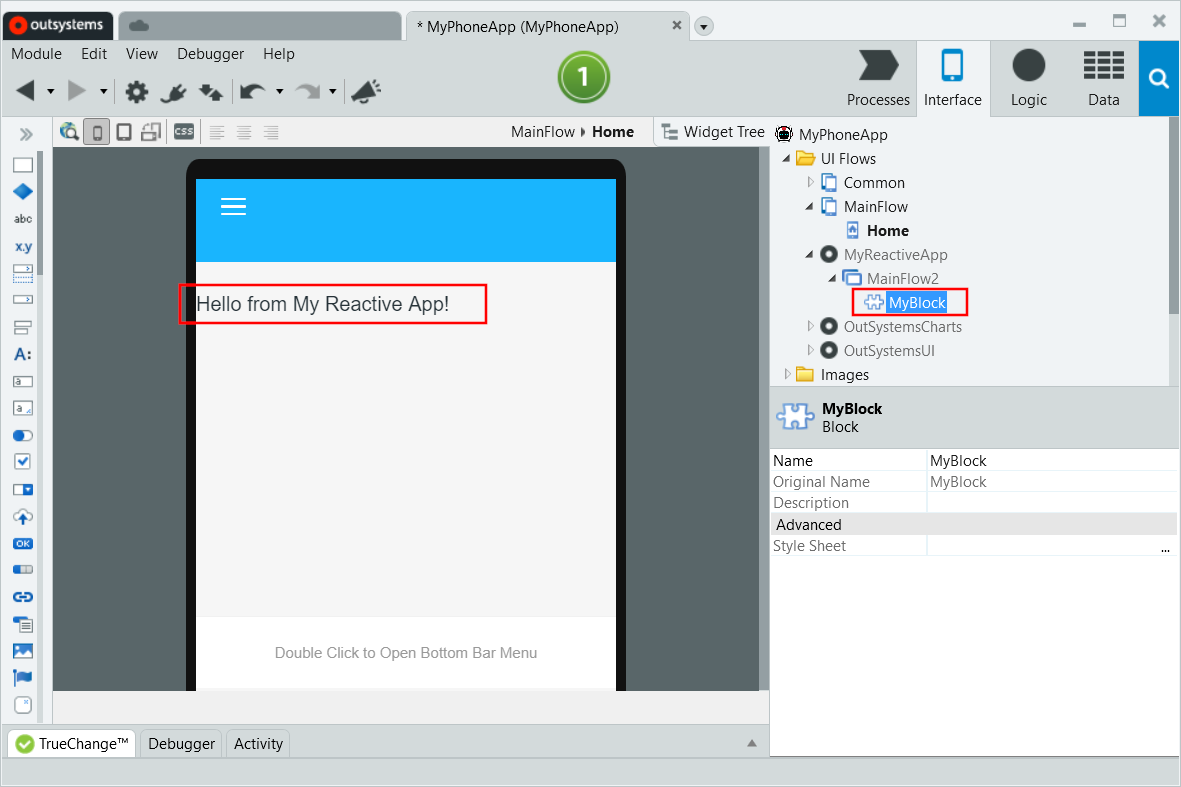 outsystems
* MyPhoneApp (MyPhoneApp)
Module Edit View Debugger Help
1
Processes Interface Logic Data
CSS
MainFlow Home
Widget Tree
abc
x.y
A:
a
a
OK
Hello from My Reactive App!
Double Click to Open Bottom Bar Menu
MyPhoneApp
UI Flows
Common
MainFlow
Home
MyReactiveApp
MainFlow2
MyBlock
OutSystemsCharts
OutSystemsUI
Images
MyBlock
Block
Name MyBlock
Original Name MyBlock
Description
Advanced
Style Sheet ...
TrueChange™ Debugger Activity